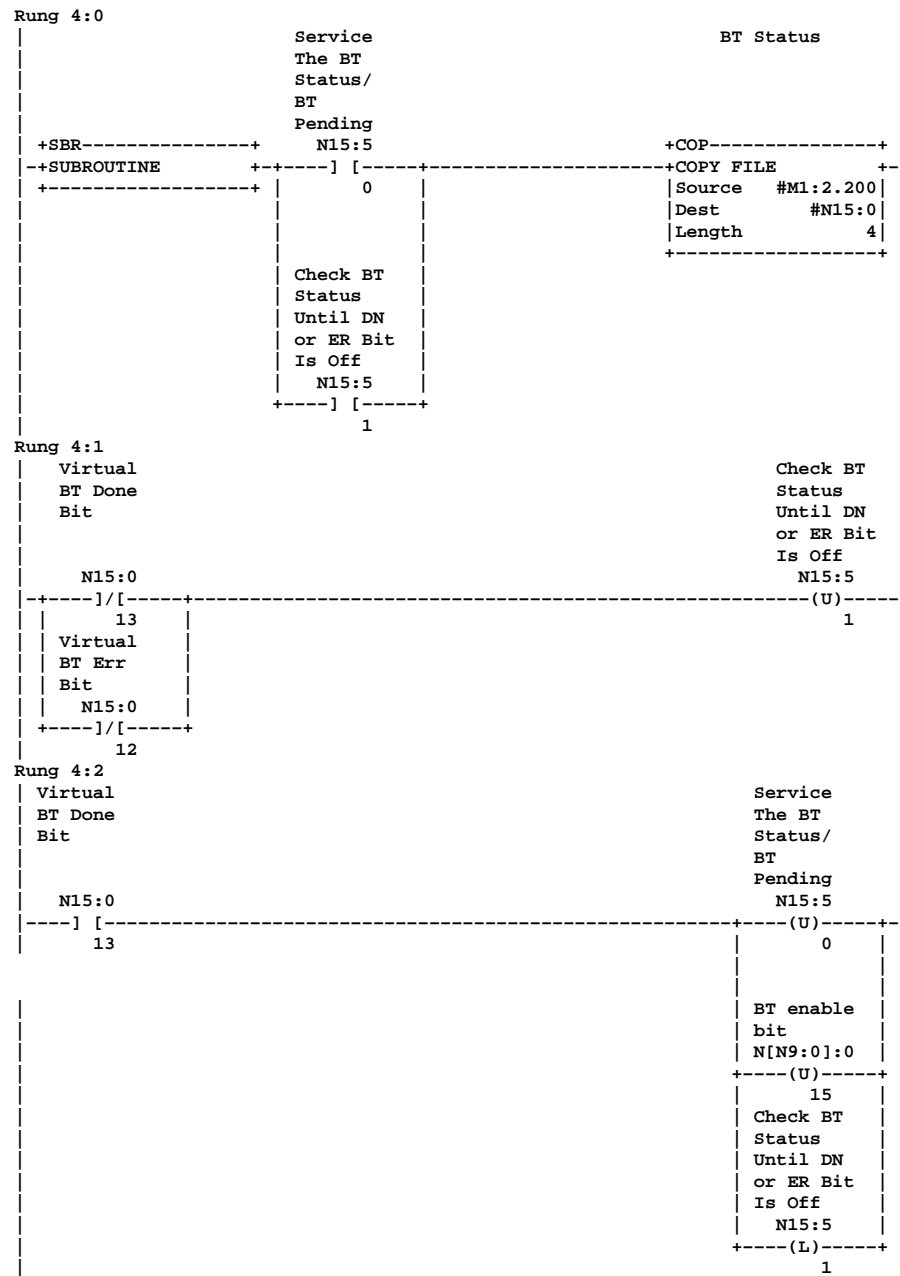 Rung 4:0
|                        Service                               BT Status
|                        The BT
|                        Status/
|                        BT
|                        Pending
| +SBR---------------+     N15:5                      +COP---------------+
|-+SUBROUTINE        +-+----] [-----+--------------------+COPY FILE         +-
| +------------------+ |       0    |                 |Source   #M1:2.200|
|                      |            |                 |Dest        #N15:0|
|                      |            |                 |Length           4|
|                      |            |                 +------------------+
|                      | Check BT   |
|                      | Status     |
|                      | Until DN   |
|                      | or ER Bit  |
|                      | Is Off     |
|                      |   N15:5    |
|                      +----] [-----+
|                              1
Rung 4:1
|   Virtual                                                    Check BT
|   BT Done                                                    Status
|   Bit                                                        Until DN
|                                                              or ER Bit
|                                                              Is Off
|     N15:0                                                      N15:5
|-+----]/[-----+--------------------------------------------------(U)-----
| |       13   |                                                    1
| | Virtual    |
| | BT Err     |
| | Bit        |
| |   N15:0    |
| +----]/[-----+
|         12
Rung 4:2
| Virtual                                                    Service
| BT Done                                                    The BT
| Bit                                                        Status/
|                                                            BT
|                                                            Pending
|   N15:0                                                      N15:5
|----] [---------------------------------------------------+----(U)-----+-
|       13                                                 |       0    |
|                                                          |            |
|                                                          | BT enable  |
|                                                          | bit        |
|                                                          | N[N9:0]:0  |
|                                                          +----(U)-----+
|                                                          |      15    |
|                                                          | Check BT   |
|                                                          | Status     |
|                                                          | Until DN   |
|                                                          | or ER Bit  |
|                                                          | Is Off     |
|                                                          |   N15:5    |
|                                                          +----(L)-----+
|                                                                  1